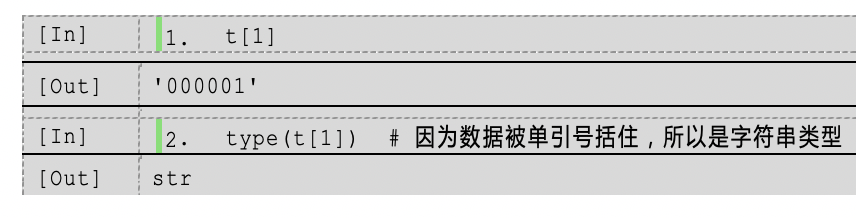 [In] 1. t[1]
[Out] '000001'
[In] 2. type(t[1]) # 因为数据被单引号括住，所以是字符串类型
[Out] str